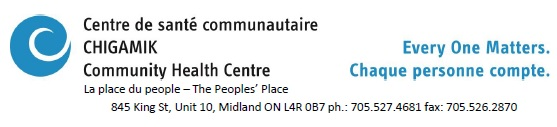 Centre de santé communautaire
CHIGAMIK
Community Health Centre
Every One Matters.
Chaque personne compte.
La place du people – The Peoples’ Place
845 King St, Unit 10, Midland ON L4R 0B7 ph.: 705.527.4681 fax: 705.526.2870